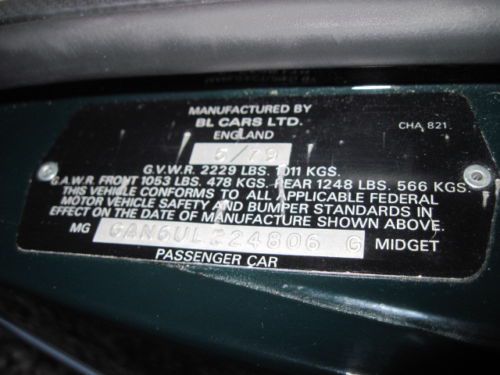 MANUFACTURED BY
BL CARS LTD.
ENGLAND
CHA 821.
5/79
G.V.W.R. 2229 LBS. 1011 KGS.
G.A.W.R. FRONT 1053 LBS. 478 KGS. REAR 1248 LBS. 566 KGS.
THIS VEHICLE CONFORMS TO ALL APPLICABLE FEDERAL
MOTOR VEHICLE SAFETY AND BUMPER STANDARDS IN
EFFECT ON THE DATE OF MANUFACTURE SHOWN ABOVE.
MG GAN6UL224806 G MIDGET
PASSENGER CAR